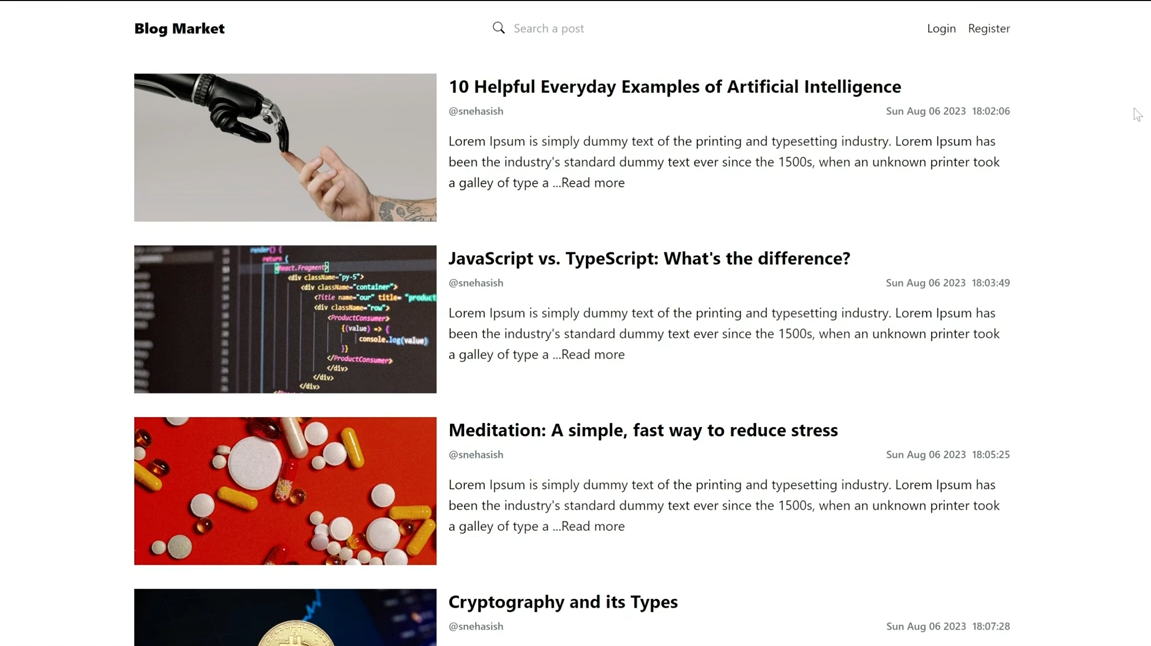 Blog Market
Search a post
Login Register
10 Helpful Everyday Examples of Artificial Intelligence
@snehasish
Sun Aug 06 2023 18:02:06
Lorem Ipsum is simply dummy text of the printing and typesetting industry. Lorem Ipsum has
been the industry's standard dummy text ever since the 1500s, when an unknown printer took
a galley of type a ...Read more
render() {
return (
<React.Fragment>
<div className="py-5">
<div className="container">
<Title name="our" title= "product
<div className="row">
<ProductConsumer>
{(value) => {
console.log(value)
}}
</ProductConsumer>
</div>
</div>
</div>
JavaScript vs. TypeScript: What's the difference?
@snehasish
Sun Aug 06 2023 18:03:49
Lorem Ipsum is simply dummy text of the printing and typesetting industry. Lorem Ipsum has
been the industry's standard dummy text ever since the 1500s, when an unknown printer took
a galley of type a ...Read more
Meditation: A simple, fast way to reduce stress
@snehasish
Sun Aug 06 2023 18:05:25
Lorem Ipsum is simply dummy text of the printing and typesetting industry. Lorem Ipsum has
been the industry's standard dummy text ever since the 1500s, when an unknown printer took
a galley of type a ...Read more
Cryptography and its Types
@snehasish
Sun Aug 06 2023 18:07:28